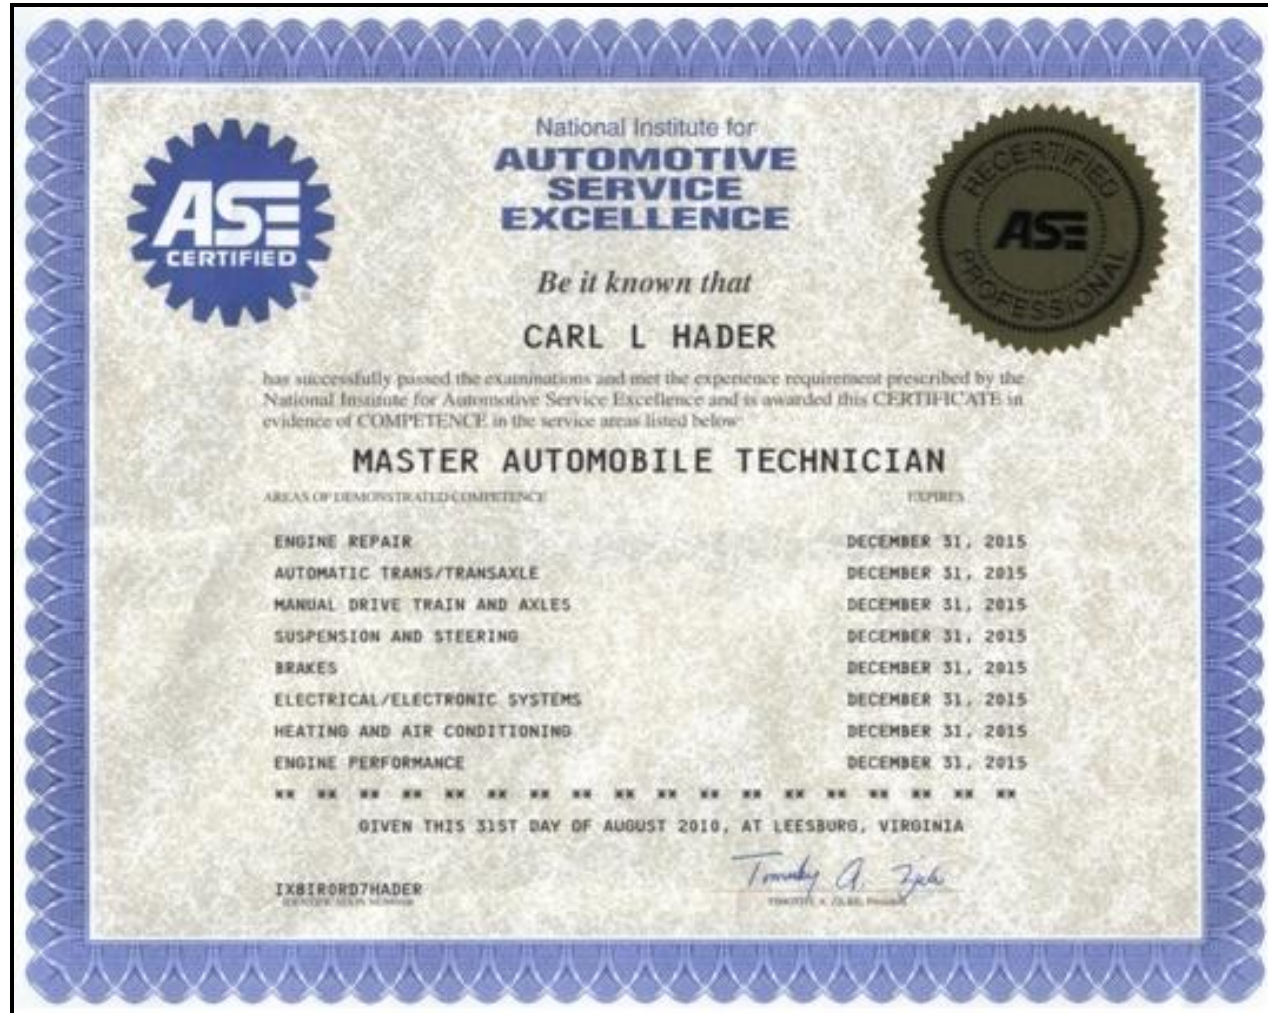 National Institute for
AUTOMOTIVE
SERVICE
EXCELLENCE
ASE
CERTIFIED
RECERTIFIED
ASE
PROFESSIONAL
Be it known that
CARL L HADER
has successfully passed the examinations and met the experience requirement prescribed by the
National Institute for Automotive Service Excellence and is awarded this CERTIFICATE in
evidence of COMPETENCE in the service areas listed below
MASTER AUTOMOBILE TECHNICIAN
AREAS OF DEMONSTRATED COMPETENCE EXPIRES
ENGINE REPAIR DECEMBER 31, 2015
AUTOMATIC TRANS/TRANSAXLE DECEMBER 31, 2015
MANUAL DRIVE TRAIN AND AXLES DECEMBER 31, 2015
SUSPENSION AND STEERING DECEMBER 31, 2015
BRAKES DECEMBER 31, 2015
ELECTRICAL/ELECTRONIC SYSTEMS DECEMBER 31, 2015
HEATING AND AIR CONDITIONING DECEMBER 31, 2015
ENGINE PERFORMANCE DECEMBER 31, 2015
** ** ** ** ** ** ** ** ** ** ** ** ** ** ** ** ** **
GIVEN THIS 31ST DAY OF AUGUST 2010, AT LEESBURG, VIRGINIA
Timothy A.
IX8IR0RD7HADER
IDENTIFICATION NUMBER
TIMOTHY A. President